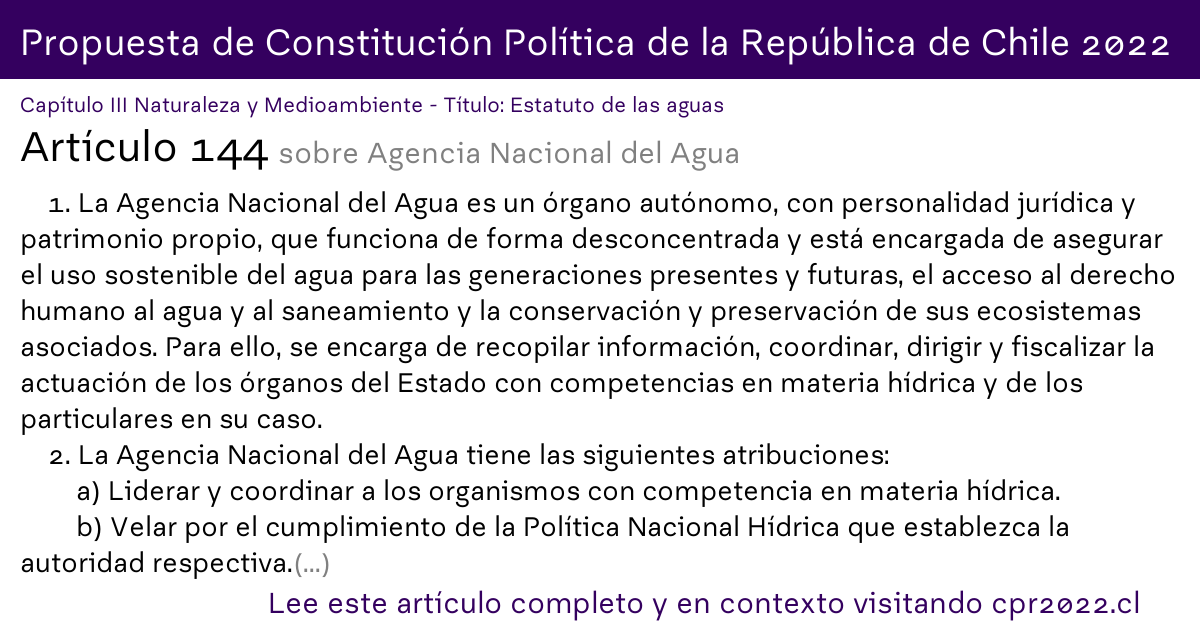 Propuesta de Constitución Política de la República de Chile 2022
Capítulo III Naturaleza y Medioambiente - Título: Estatuto de las aguas
Artículo 144 sobre Agencia Nacional del Agua
1. La Agencia Nacional del Agua es un órgano autónomo, con personalidad jurídica y
patrimonio propio, que funciona de forma desconcentrada y está encargada de asegurar
el uso sostenible del agua para las generaciones presentes y futuras, el acceso al derecho
humano al agua y al saneamiento y la conservación y preservación de sus ecosistemas
asociados. Para ello, se encarga de recopilar información, coordinar, dirigir y fiscalizar la
actuación de los órganos del Estado con competencias en materia hídrica y de los
particulares en su caso.
2. La Agencia Nacional del Agua tiene las siguientes atribuciones:
a) Liderar y coordinar a los organismos con competencia en materia hídrica.
b) Velar por el cumplimiento de la Política Nacional Hídrica que establezca la
autoridad respectiva.(...)
Lee este artículo completo y en contexto visitando cpr2022.cl